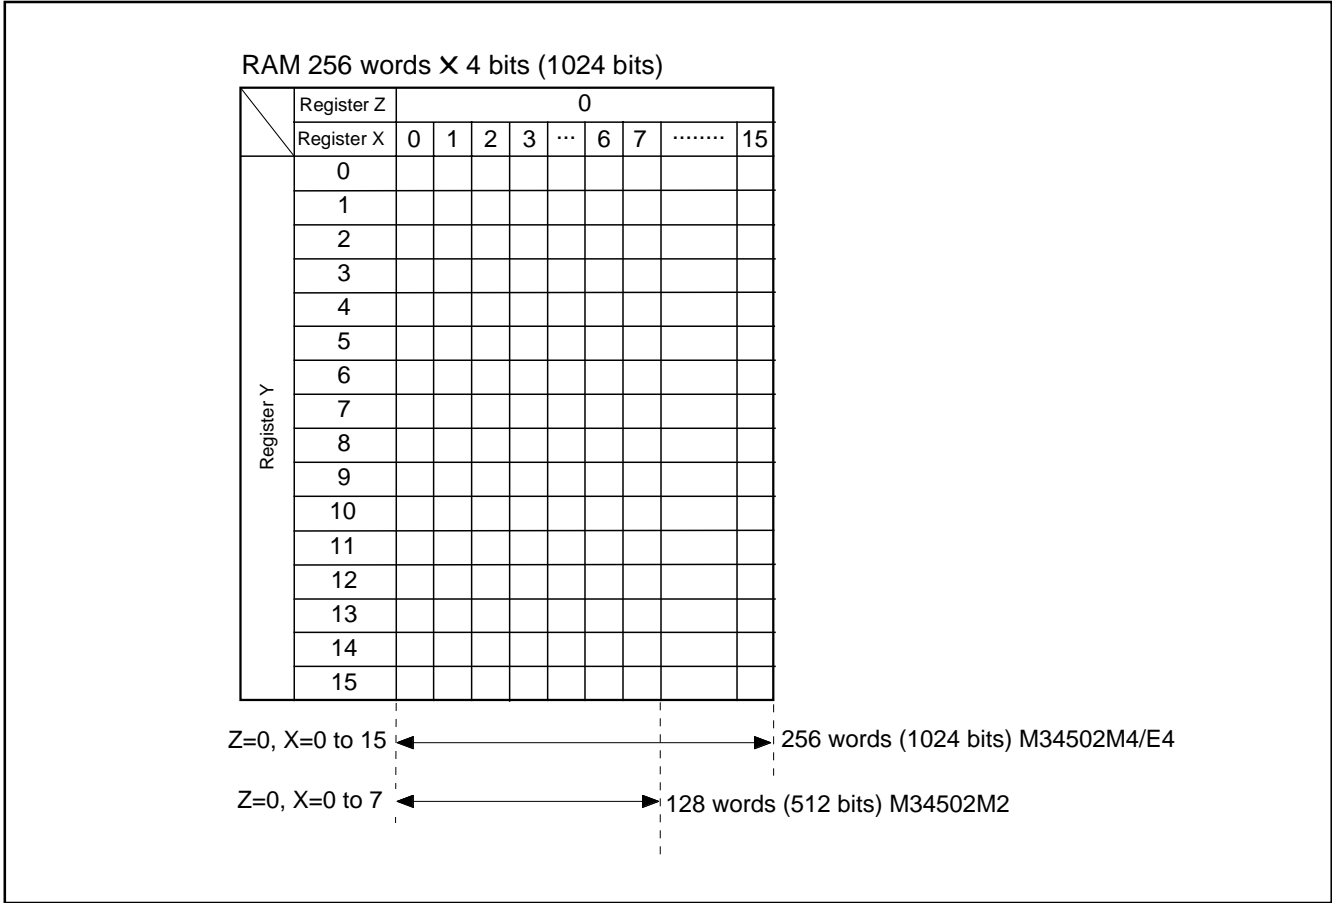 RAM 256 words ✕ 4 bits (1024 bits)
Register Z 0
Register X 0 1 2 3 ... 6 7 ........ 15
Register Y
0
1
2
3
4
5
6
7
8
9
10
11
12
13
14
15
Z=0, X=0 to 15 256 words (1024 bits) M34502M4/E4
Z=0, X=0 to 7 128 words (512 bits) M34502M2